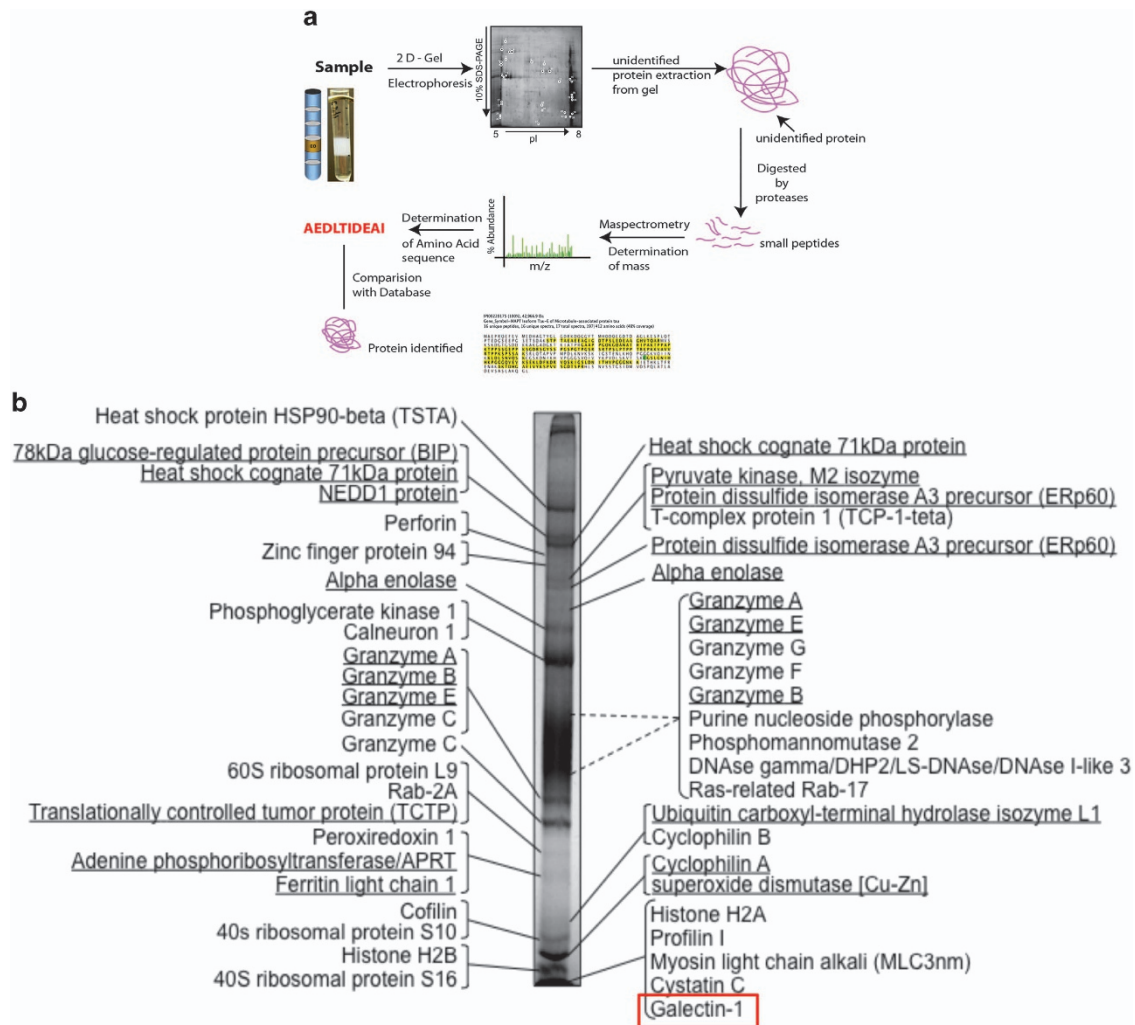 a
Sample
2 D - Gel
Electrophoresis
10% SDS-PAGE
5
pI
8
unidentified
protein extraction
from gel
unidentified protein
Digested
by
proteases
small peptides
Maspectrometry
Determination
of mass
% Abundance
m/z
Determination
of Amino Acid
sequence
AEDLTIDEAI
Comparision
with Database
Protein identified
b
Heat shock protein HSP90-beta (TSTA)
78kDa glucose-regulated protein precursor (BIP)
Heat shock cognate 71kDa protein
NEDD1 protein
Perforin
Zinc finger protein 94
Alpha enolase
Phosphoglycerate kinase 1
Calneuron 1
Granzyme A
Granzyme B
Granzyme E
Granzyme C
Granzyme C
60S ribosomal protein L9
Rab-2A
Translationally controlled tumor protein (TCTP)
Peroxiredoxin 1
Adenine phosphoribosyltransferase/APRT
Ferritin light chain 1
Cofilin
40s ribosomal protein S10
Histone H2B
40S ribosomal protein S16
Heat shock cognate 71kDa protein
Pyruvate kinase, M2 isozyme
Protein dissulfide isomerase A3 precursor (ERp60)
T-complex protein 1 (TCP-1-teta)
Protein dissulfide isomerase A3 precursor (ERp60)
Alpha enolase
Granzyme A
Granzyme E
Granzyme G
Granzyme F
Granzyme B
Purine nucleoside phosphorylase
Phosphomannomutase 2
DNAse gamma/DHP2/LS-DNAse/DNAse I-like 3
Ras-related Rab-17
Ubiquitin carboxyl-terminal hydrolase isozyme L1
Cyclophilin B
Cyclophilin A
superoxide dismutase [Cu-Zn]
Histone H2A
Profilin I
Myosin light chain alkali (MLC3nm)
Cystatin C
Galectin-1